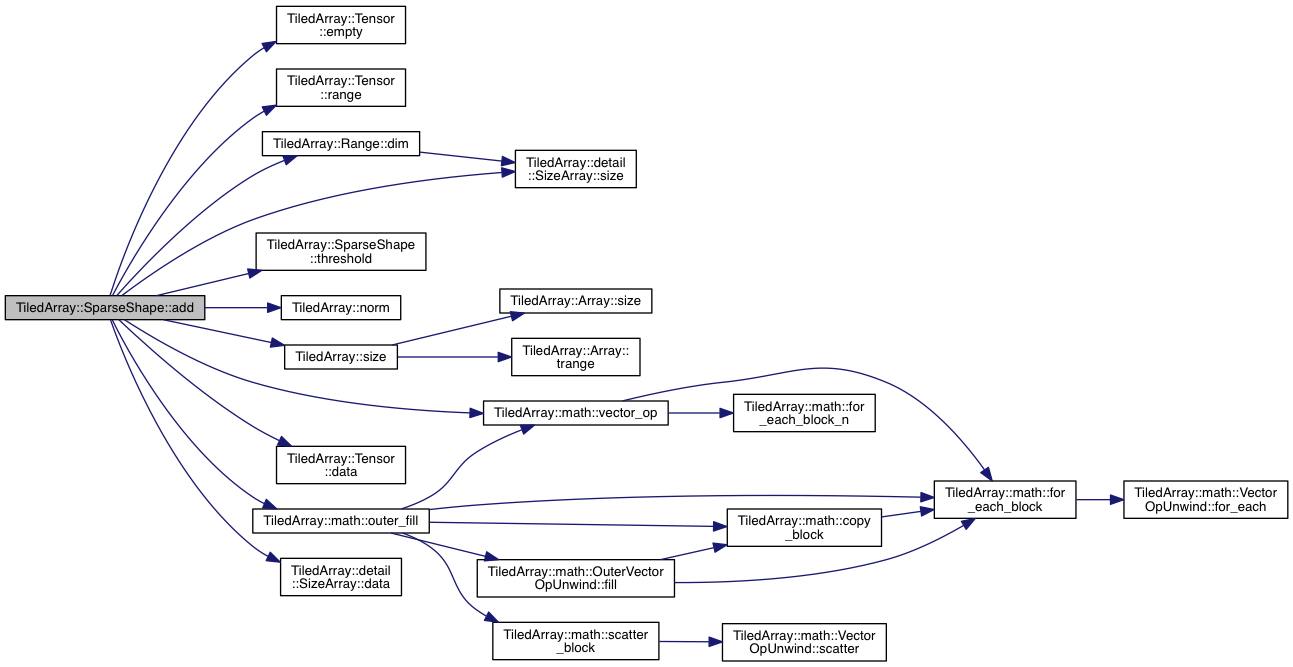 TiledArray::Tensor
::empty
TiledArray::Tensor
::range
TiledArray::Range::dim
TiledArray::detail
::SizeArray::size
TiledArray::SparseShape
::threshold
TiledArray::SparseShape::add
TiledArray::norm
TiledArray::Array::size
TiledArray::size
TiledArray::Array::
trange
TiledArray::math::vector_op
TiledArray::math::for
_each_block_n
TiledArray::Tensor
::data
TiledArray::math::for
_each_block
TiledArray::math::Vector
OpUnwind::for_each
TiledArray::math::outer_fill
TiledArray::math::copy
_block
TiledArray::detail
::SizeArray::data
TiledArray::math::OuterVector
OpUnwind::fill
TiledArray::math::scatter
_block
TiledArray::math::Vector
OpUnwind::scatter